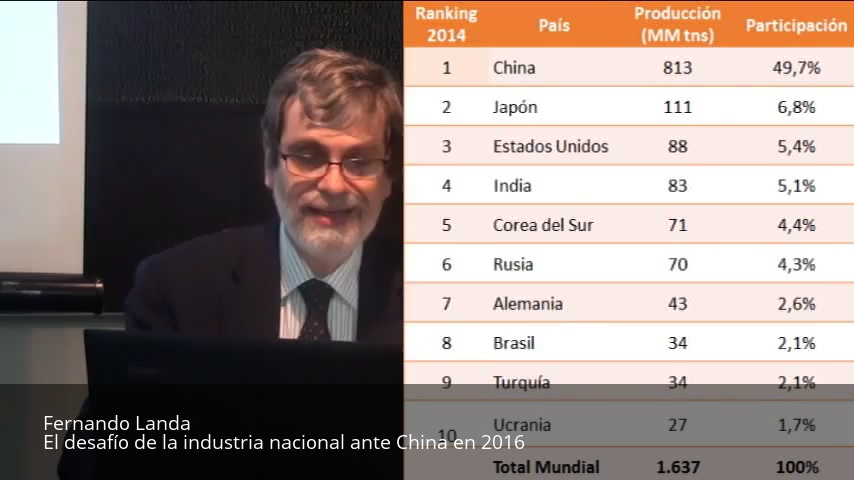 Ranking 2014 País Producción (MM tns) Participación
1 China 813 49,7%
2 Japón 111 6,8%
3 Estados Unidos 88 5,4%
4 India 83 5,1%
5 Corea del Sur 71 4,4%
6 Rusia 70 4,3%
7 Alemania 43 2,6%
8 Brasil 34 2,1%
9 Turquía 34 2,1%
10 Ucrania 27 1,7%
Total Mundial 1.637 100%
Fernando Landa
El desafío de la industria nacional ante China en 2016